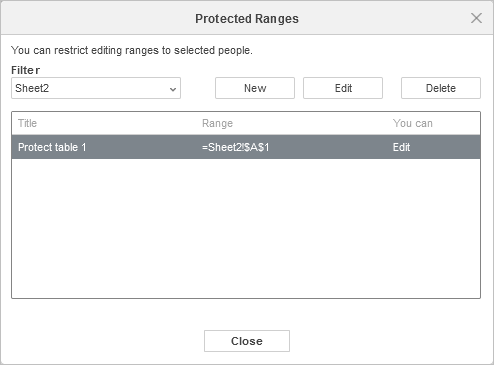 Protected Ranges
You can restrict editing ranges to selected people.
Filter
Sheet2 New Edit Delete
Title Range You can
Protect table 1 =Sheet2!$A$1 Edit
Close